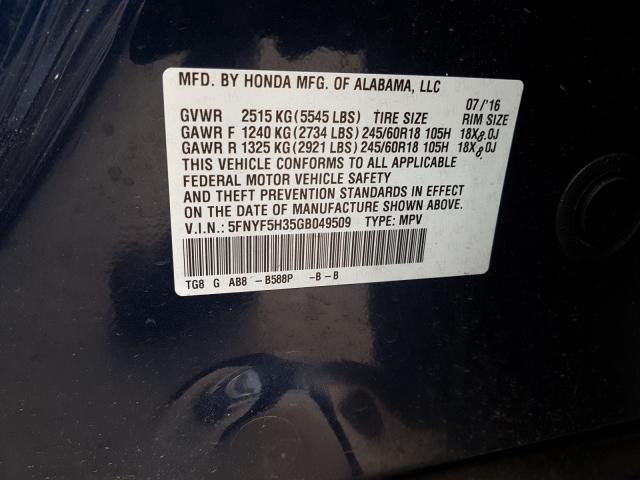 MFD. BY HONDA MFG. OF ALABAMA, LLC
07/'16
GVWR 2515 KG (5545 LBS) TIRE SIZE RIM SIZE
GAWR F 1240 KG (2734 LBS) 245/60R18 105H 18X8.0J
GAWR R 1325 KG (2921 LBS) 245/60R18 105H 18X8.0J
THIS VEHICLE CONFORMS TO ALL APPLICABLE
FEDERAL MOTOR VEHICLE SAFETY
AND THEFT PREVENTION STANDARDS IN EFFECT
ON THE DATE OF MANUFACTURE SHOWN ABOVE.
V.I.N.: 5FNYF5H35GB049509 TYPE: MPV
TG8 G AB8 -B588P -B-B